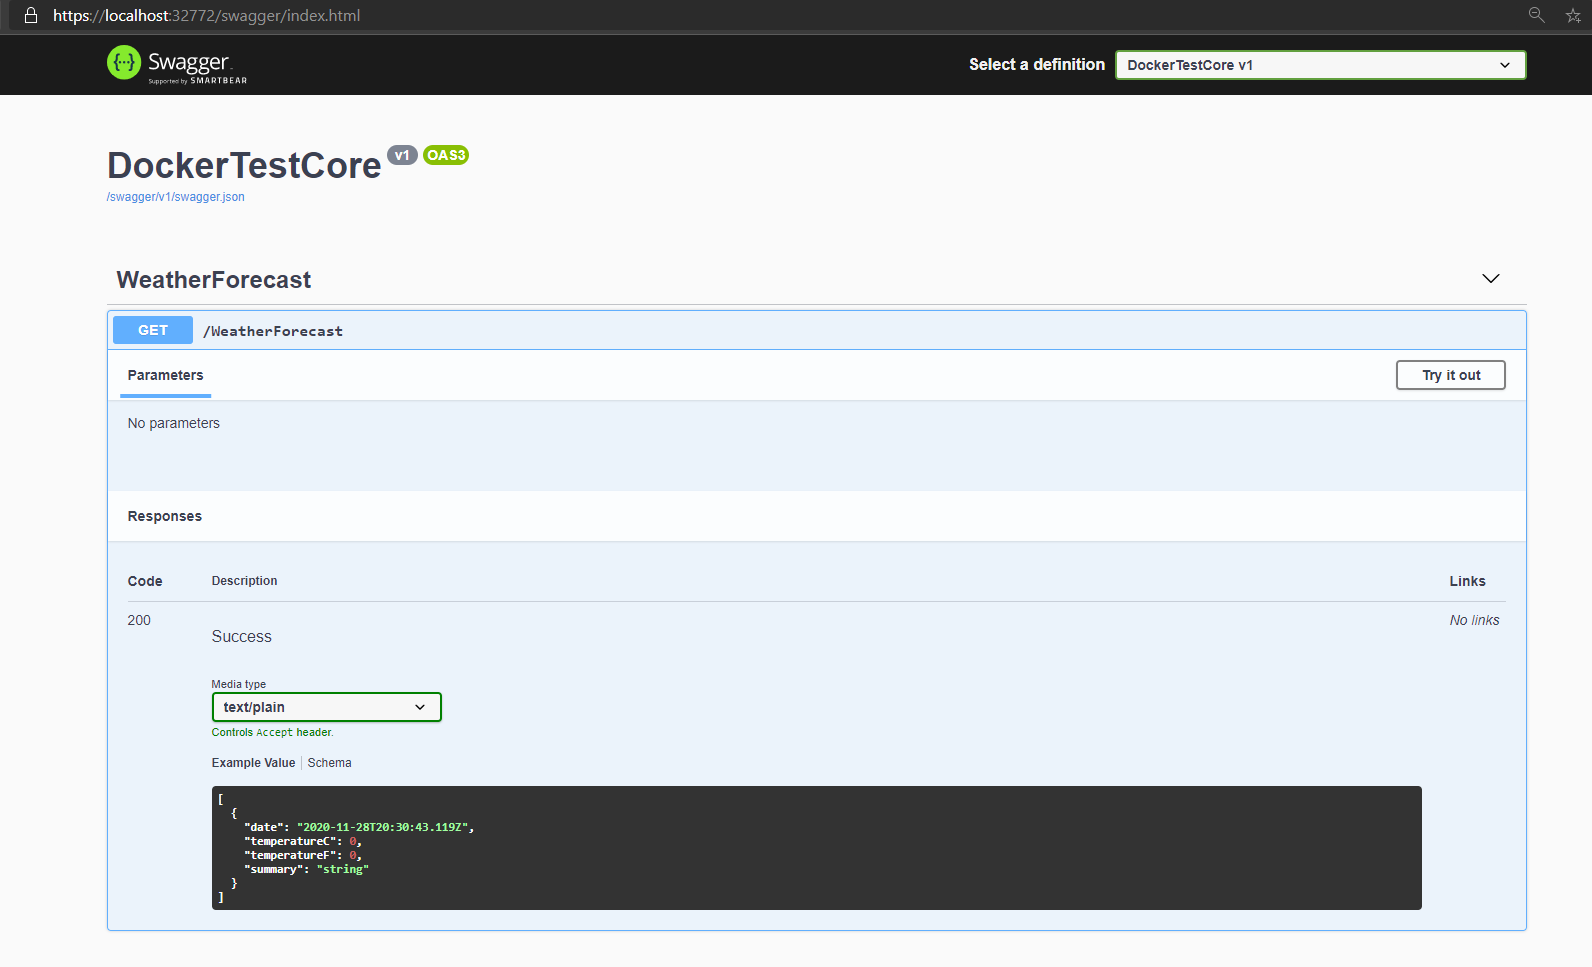 https://localhost:32772/swagger/index.html
Swagger
Supported by SMARTBEAR
Select a definition
DockerTestCore v1
DockerTestCore v1 OAS3
/swagger/v1/swagger.json
WeatherForecast
GET /WeatherForecast
Parameters
Try it out
No parameters
Responses
Code Description Links
200 Success No links
Media type
text/plain
Controls Accept header.
Example Value Schema
[
{
"date": "2020-11-28T20:30:43.119Z",
"temperatureC": 0,
"temperatureF": 0,
"summary": "string"
}
]